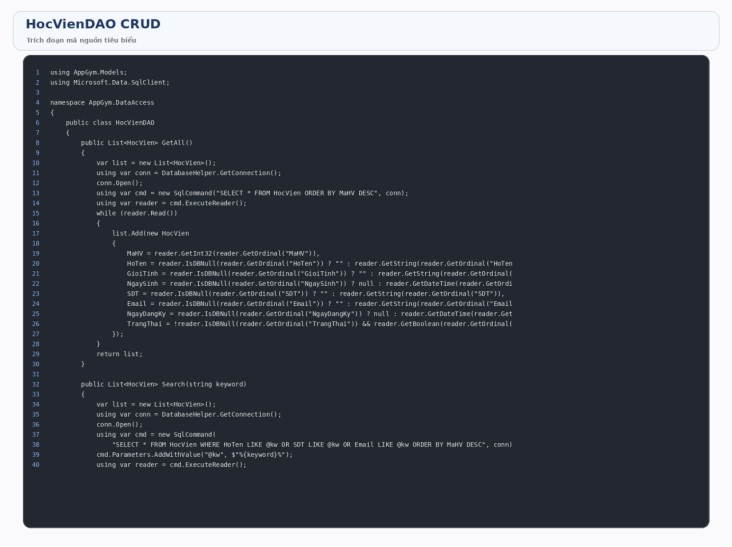 HocVienDAO CRUD
Trích đoạn mã nguồn tiêu biểu
1 using AppGym.Models;
2 using Microsoft.Data.SqlClient;
3
4 namespace AppGym.DataAccess
5 {
6     public class HocVienDAO
7     {
8         public List<HocVien> GetAll()
9         {
10             var list = new List<HocVien>();
11             using var conn = DatabaseHelper.GetConnection();
12             conn.Open();
13             using var cmd = new SqlCommand("SELECT * FROM HocVien ORDER BY MaHV DESC", conn);
14             using var reader = cmd.ExecuteReader();
15             while (reader.Read())
16             {
17                 list.Add(new HocVien
18                 {
19                     MaHV = reader.GetInt32(reader.GetOrdinal("MaHV")),
20                     HoTen = reader.IsDBNull(reader.GetOrdinal("HoTen")) ? "" : reader.GetString(reader.GetOrdinal("HoTen
21                     GioiTinh = reader.IsDBNull(reader.GetOrdinal("GioiTinh")) ? "" : reader.GetString(reader.GetOrdinal(
22                     NgaySinh = reader.IsDBNull(reader.GetOrdinal("NgaySinh")) ? null : reader.GetDateTime(reader.GetOrdi
23                     SDT = reader.IsDBNull(reader.GetOrdinal("SDT")) ? "" : reader.GetString(reader.GetOrdinal("SDT")),
24                     Email = reader.IsDBNull(reader.GetOrdinal("Email")) ? "" : reader.GetString(reader.GetOrdinal("Email
25                     NgayDangKy = reader.IsDBNull(reader.GetOrdinal("NgayDangKy")) ? null : reader.GetDateTime(reader.Get
26                     TrangThai = !reader.IsDBNull(reader.GetOrdinal("TrangThai")) && reader.GetBoolean(reader.GetOrdinal(
27                 });
28             }
29             return list;
30         }
31
32         public List<HocVien> Search(string keyword)
33         {
34             var list = new List<HocVien>();
35             using var conn = DatabaseHelper.GetConnection();
36             conn.Open();
37             using var cmd = new SqlCommand(
38                 "SELECT * FROM HocVien WHERE HoTen LIKE @kw OR SDT LIKE @kw OR Email LIKE @kw ORDER BY MaHV DESC", conn)
39             cmd.Parameters.AddWithValue("@kw", $"%{keyword}%");
40             using var reader = cmd.ExecuteReader();